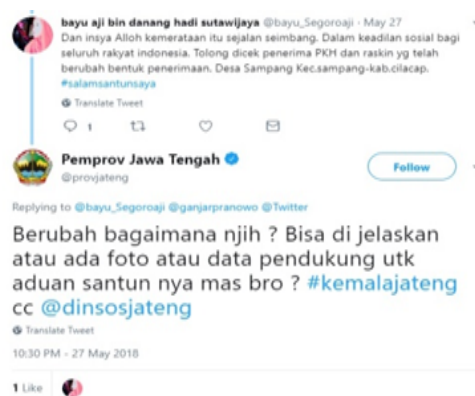 bayu aji bin danang hadi sutawijaya @bayu_Segoroaji · May 27
Dan insya Alloh kemerataan itu sejalan seimbang. Dalam keadilan sosial bagi
seluruh rakyat indonesia. Tolong dicek penerima PKH dan raskin yg telah
berubah bentuk penerimaan. Desa Sampang Kec.sampang-kab.cilacap.
#salamsantunsaya
Translate Tweet
1
Pemprov Jawa Tengah
@provjateng
Follow
Replying to @bayu_Segoroaji @ganjarpranowo @Twitter
Berubah bagaimana njih ? Bisa di jelaskan
atau ada foto atau data pendukung utk
aduan santun nya mas bro ? #kemalajateng
cc @dinsosjateng
Translate Tweet
10:30 PM - 27 May 2018
1 Like